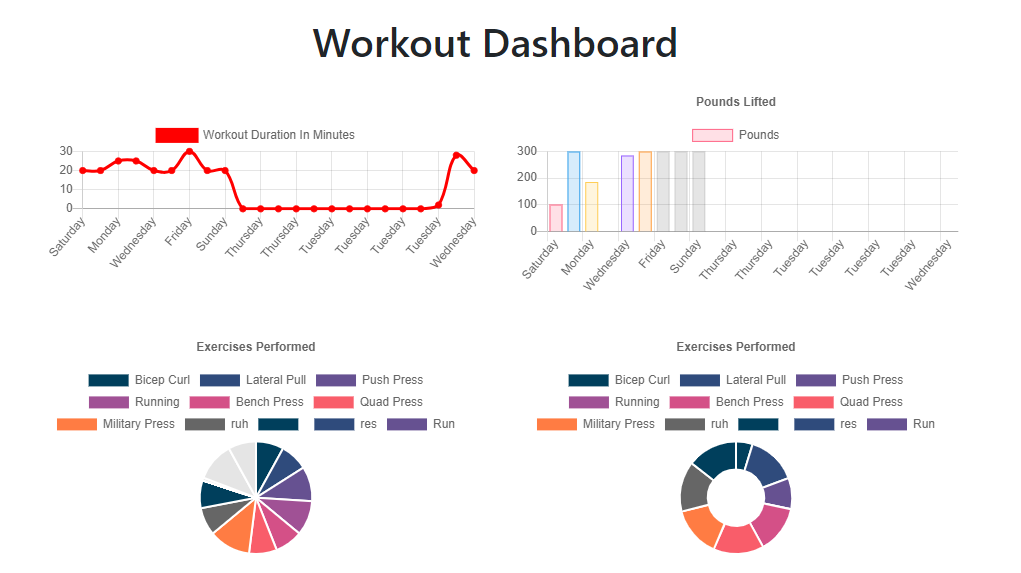 Workout Dashboard
Workout Duration In Minutes
30
20
10
0
Saturday
Monday
Wednesday
Friday
Sunday
Thursday
Thursday
Tuesday
Tuesday
Tuesday
Tuesday
Wednesday
Pounds Lifted
Pounds
300
200
100
0
Saturday
Monday
Wednesday
Friday
Sunday
Thursday
Thursday
Tuesday
Tuesday
Tuesday
Tuesday
Wednesday
Exercises Performed
Bicep Curl Lateral Pull Push Press
Running Bench Press Quad Press
Military Press ruh res Run
Exercises Performed
Bicep Curl Lateral Pull Push Press
Running Bench Press Quad Press
Military Press ruh res Run